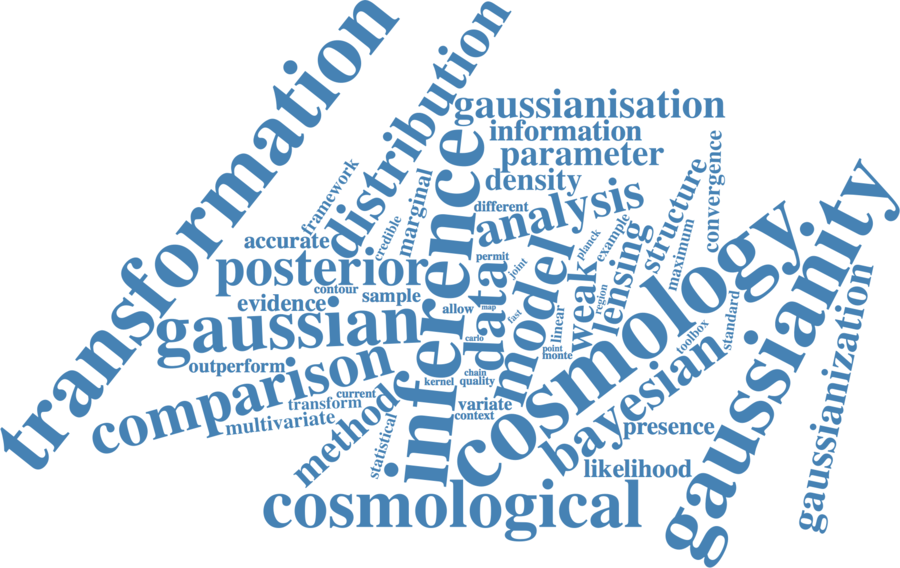 transformation
distribution
gaussianisation
information
parameter
density
inference
framework
credible
marginal
different
analysis
structure
convergence
accurate
posterior
contour
sample
evidence
gaussian
outperform
comparison
current
transform
multivariate
method
statistical
permit
joint
data
allow
map
fast
carlo
chain
kernel
quality
variate
context
model
planck
example
weak
region
lensing
linear
point
monte
maximum
cosmology
toolbox
standard
bayesian
presence
likelihood
cosmological
gaussianity
gaussianization